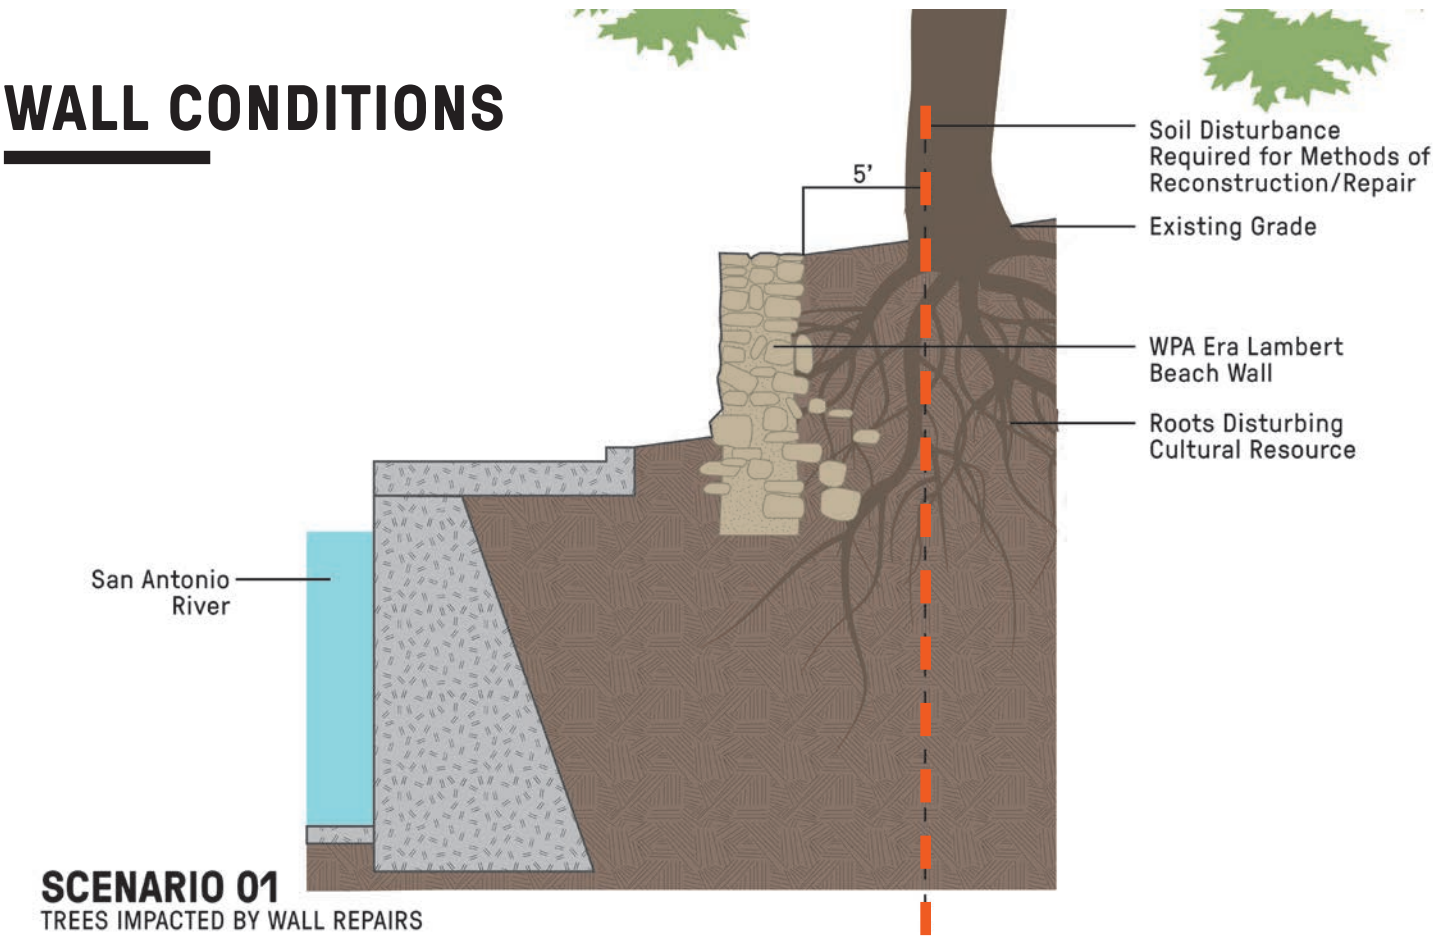 WALL CONDITIONS
5’
Soil Disturbance
Required for Methods of
Reconstruction/Repair
Existing Grade
WPA Era Lambert
Beach Wall
Roots Disturbing
Cultural Resource
San Antonio
River
SCENARIO 01
TREES IMPACTED BY WALL REPAIRS